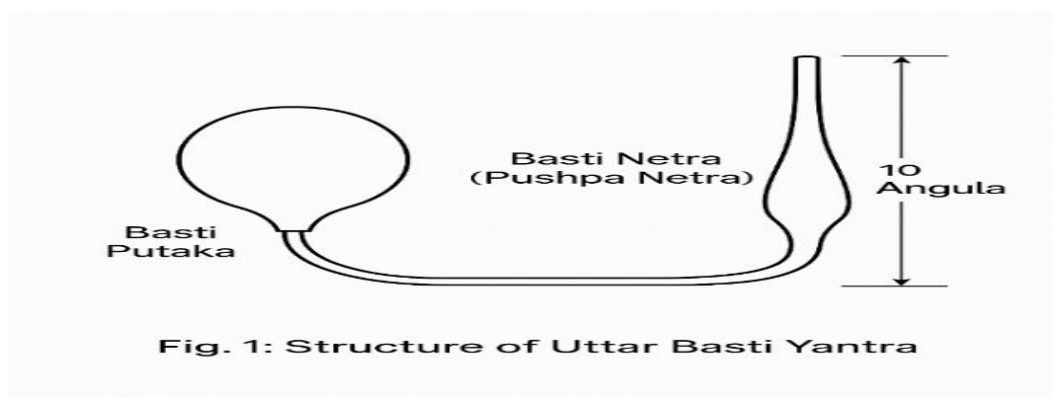 Basti Netra
(Pushpa Netra)
10
Angula
Basti
Putaka
Fig. 1: Structure of Uttar Basti Yantra